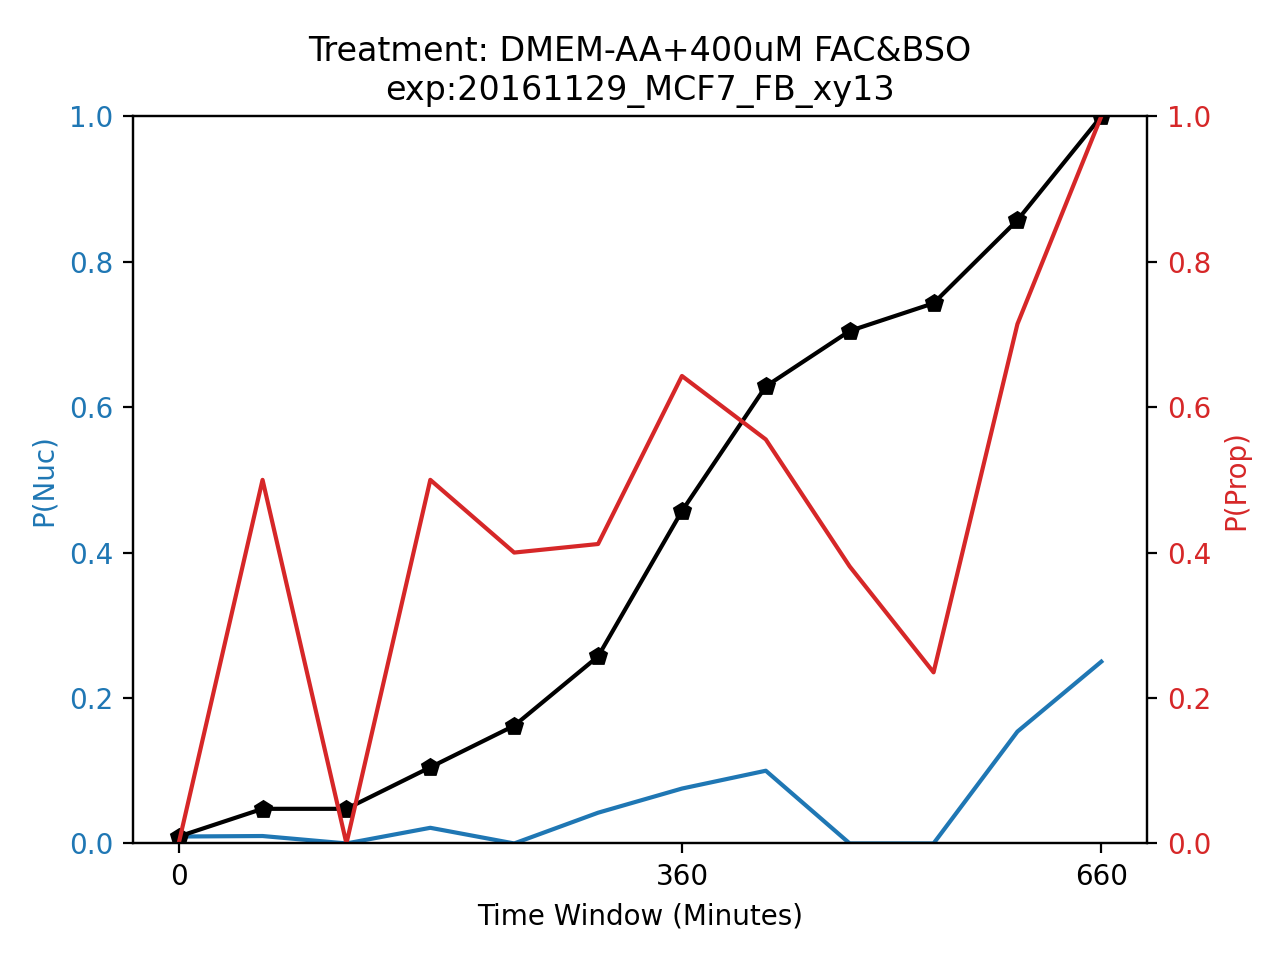 Treatment: DMEM-AA+400uM FAC&BSO
exp:20161129_MCF7_FB_xy13
1.0
0.8
0.6
0.4
0.2
0.0
P(Nuc)
1.0
0.8
0.6
0.4
0.2
0.0
P(Prop)
0 360 660
Time Window (Minutes)